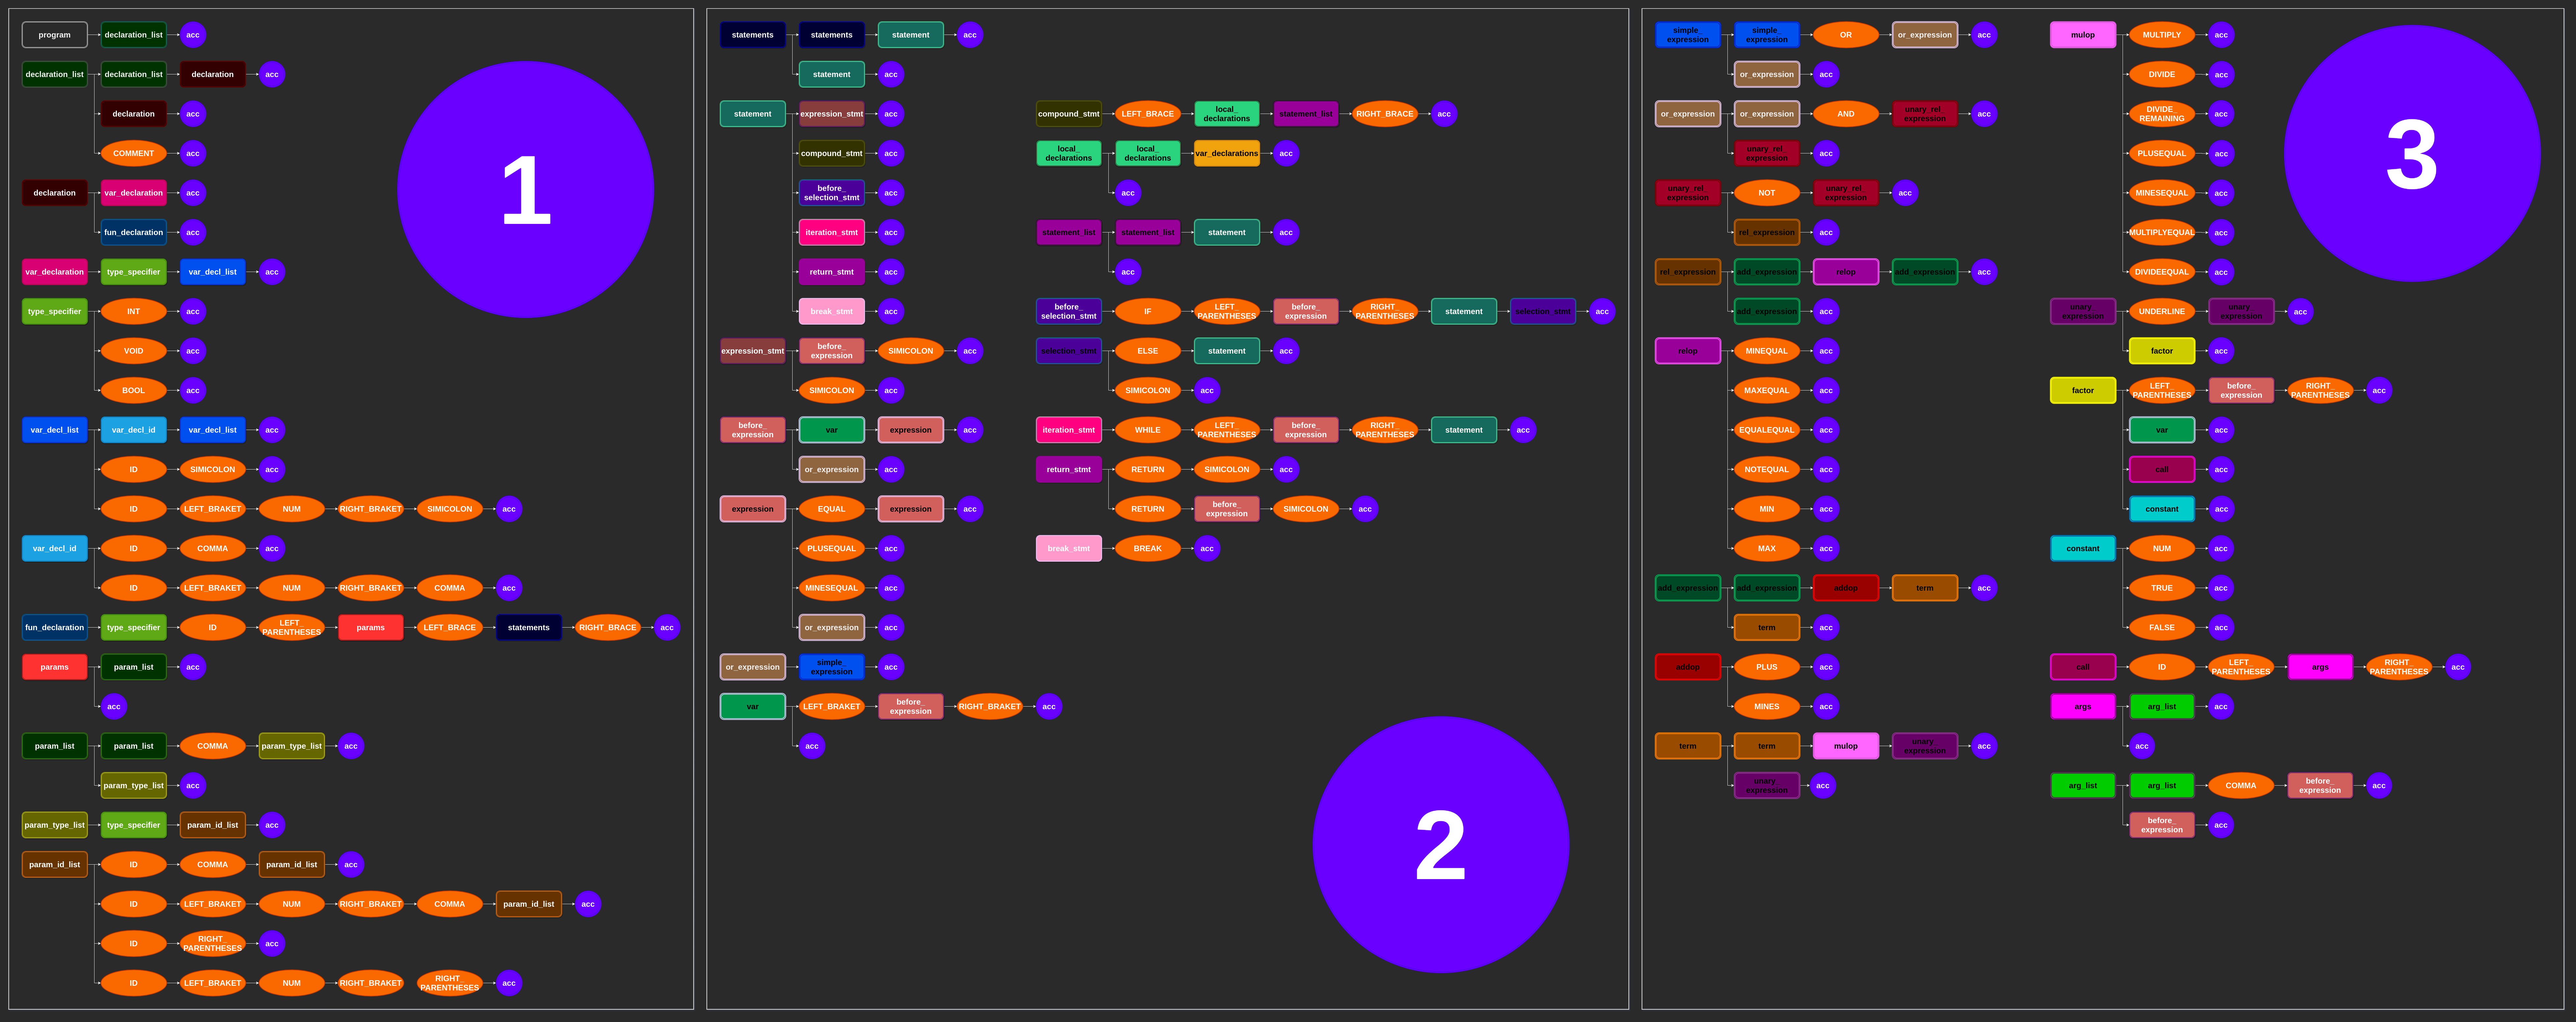 program declaration_list acc
declaration_list declaration_list declaration acc
declaration acc
COMMENT acc
declaration var_declaration acc
fun_declaration acc
var_declaration type_specifier var_decl_list acc
type_specifier INT acc
VOID acc
BOOL acc
var_decl_list var_decl_id var_decl_list acc
ID SIMICOLON acc
ID LEFT_BRAKET NUM RIGHT_BRAKET SIMICOLON acc
var_decl_id ID COMMA acc
ID LEFT_BRAKET NUM RIGHT_BRAKET COMMA acc
fun_declaration type_specifier ID LEFT_PARENTHESES params LEFT_BRACE statements RIGHT_BRACE acc
params param_list acc
acc
param_list param_list COMMA param_type_list acc
param_type_list acc
param_type_list type_specifier param_id_list acc
param_id_list ID COMMA param_id_list acc
ID LEFT_BRAKET NUM RIGHT_BRAKET COMMA param_id_list acc
ID RIGHT_PARENTHESES acc
ID LEFT_BRAKET NUM RIGHT_BRAKET RIGHT_PARENTHESES acc
1
statements statements statement acc
statement acc
statement expression_stmt acc
compound_stmt acc
before_selection_stmt acc
iteration_stmt acc
return_stmt acc
break_stmt acc
expression_stmt before_expression SIMICOLON acc
SIMICOLON acc
before_expression var expression acc
or_expression acc
expression EQUAL expression acc
PLUSEQUAL acc
MINESEQUAL acc
or_expression acc
or_expression simple_expression acc
var LEFT_BRAKET before_expression RIGHT_BRAKET acc
acc
compound_stmt LEFT_BRACE local_declarations statement_list RIGHT_BRACE acc
local_declarations local_declarations var_declarations acc
acc
statement_list statement_list statement acc
acc
before_selection_stmt IF LEFT_PARENTHESES before_expression RIGHT_PARENTHESES statement selection_stmt acc
selection_stmt ELSE statement acc
SIMICOLON acc
iteration_stmt WHILE LEFT_PARENTHESES before_expression RIGHT_PARENTHESES statement acc
return_stmt RETURN SIMICOLON acc
RETURN before_expression SIMICOLON acc
break_stmt BREAK acc
2
simple_expression simple_expression OR or_expression acc
or_expression acc
or_expression or_expression AND unary_rel_expression acc
unary_rel_expression acc
unary_rel_expression NOT unary_rel_expression acc
rel_expression acc
rel_expression add_expression relop add_expression acc
add_expression acc
relop MINEQUAL acc
MAXEQUAL acc
EQUALEQUAL acc
NOTEQUAL acc
MIN acc
MAX acc
add_expression add_expression addop term acc
term acc
addop PLUS acc
MINES acc
term term mulop unary_expression acc
unary_expression acc
mulop MULTIPLY acc
DIVIDE acc
DIVIDE_REMAINING acc
PLUSEQUAL acc
MINESEQUAL acc
MULTIPLYEQUAL acc
DIVIDEEQUAL acc
unary_expression UNDERLINE unary_expression acc
factor acc
factor LEFT_PARENTHESES before_expression RIGHT_PARENTHESES acc
var acc
call acc
constant acc
constant NUM acc
TRUE acc
FALSE acc
call ID LEFT_PARENTHESES args RIGHT_PARENTHESES acc
args arg_list acc
acc
arg_list arg_list COMMA before_expression acc
before_expression acc
3